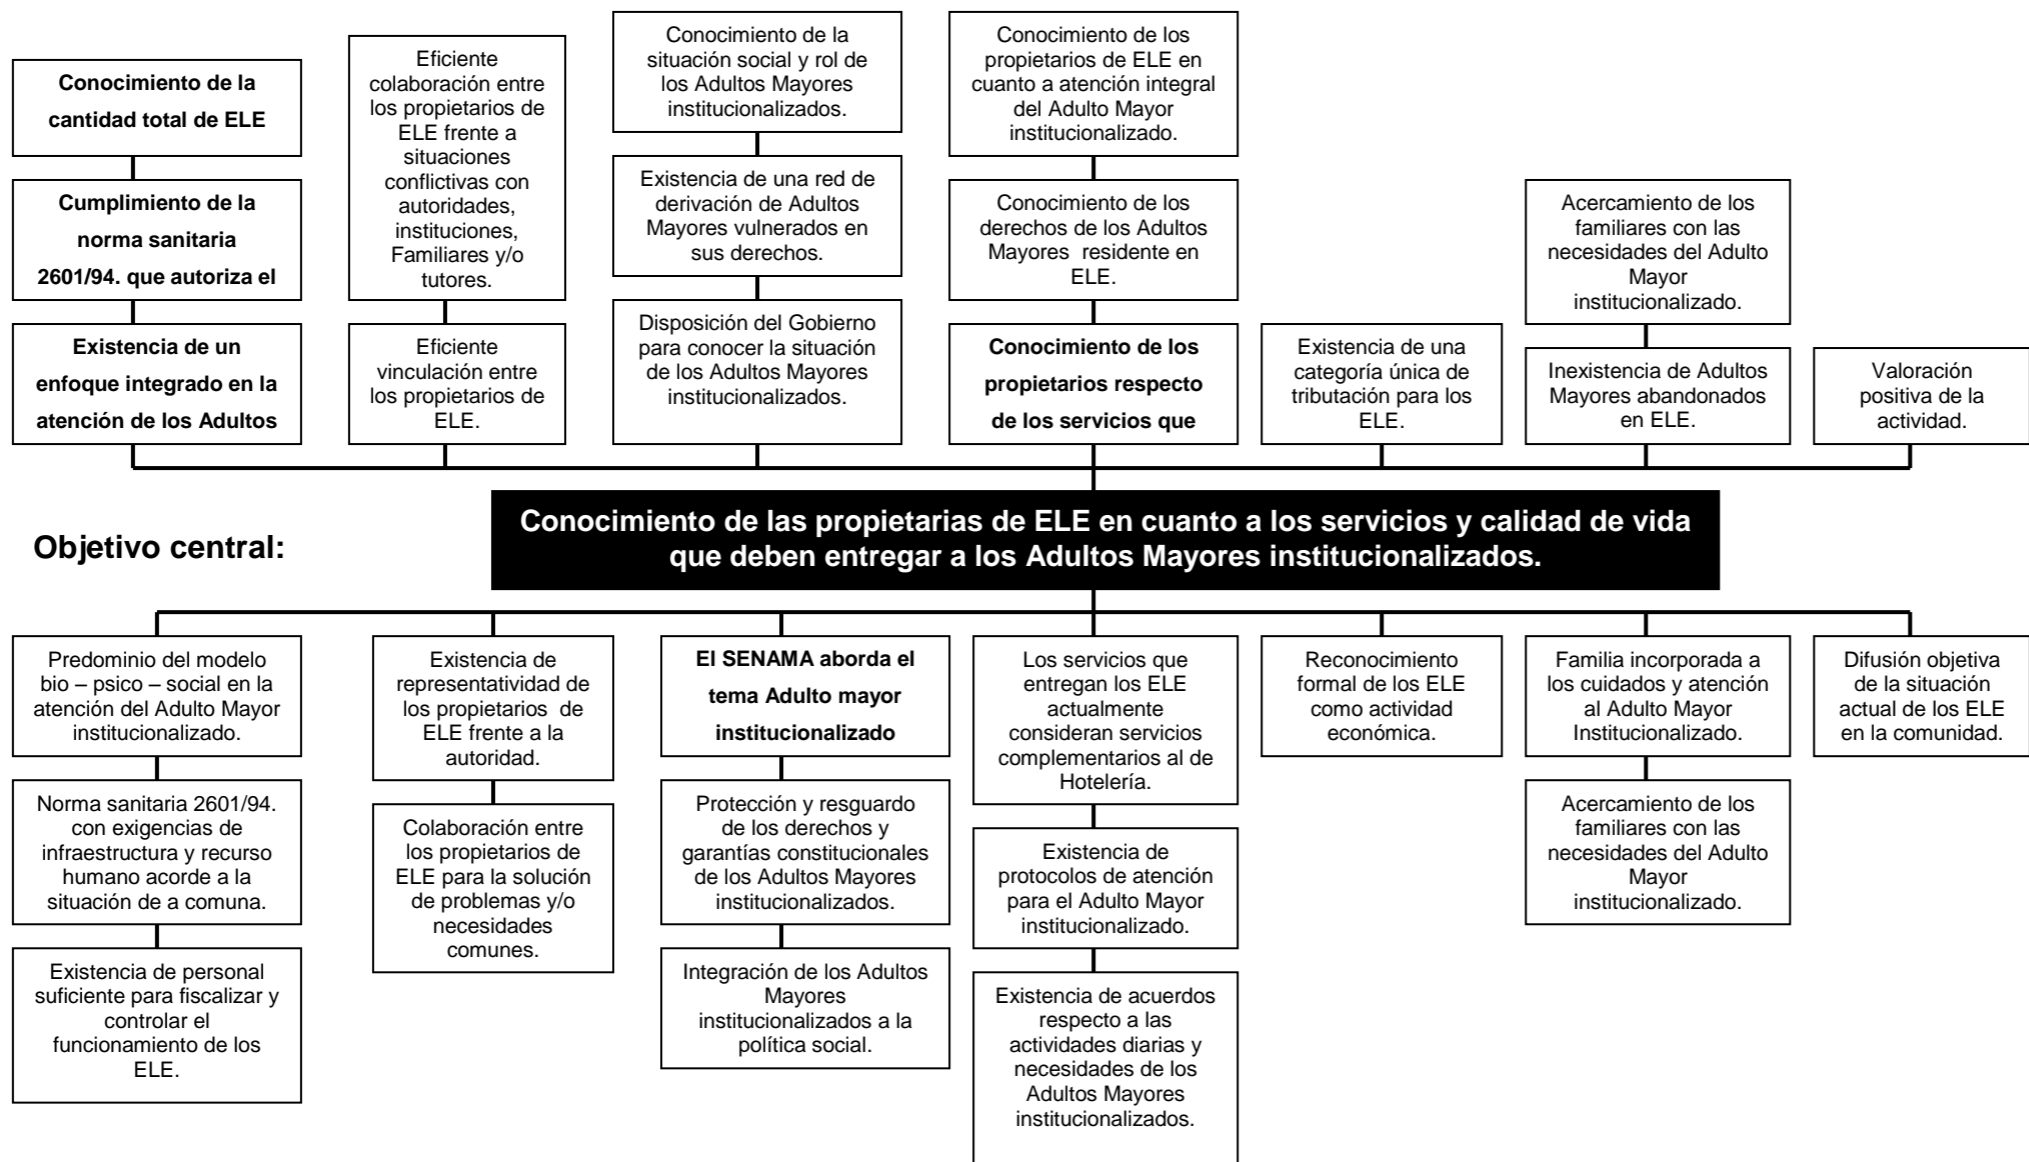 Conocimiento de la
cantidad total de ELE
Cumplimiento de la
norma sanitaria
2601/94. que autoriza el
Existencia de un
enfoque integrado en la
atención de los Adultos
Eficiente
colaboración entre
los propietarios de
ELE frente a
situaciones
conflictivas con
autoridades,
instituciones,
Familiares y/o
tutores.
Eficiente
vinculación entre
los propietarios de
ELE.
Conocimiento de la
situación social y rol de
los Adultos Mayores
institucionalizados.
Existencia de una red de
derivación de Adultos
Mayores vulnerados en
sus derechos.
Disposición del Gobierno
para conocer la situación
de los Adultos Mayores
institucionalizados.
Conocimiento de los
propietarios de ELE en
cuanto a atención integral
del Adulto Mayor
institucionalizado.
Conocimiento de los
derechos de los Adultos
Mayores residente en
ELE.
Conocimiento de los
propietarios respecto
de los servicios que
Existencia de una
categoría única de
tributación para los
ELE.
Acercamiento de los
familiares con las
necesidades del Adulto
Mayor
institucionalizado.
Inexistencia de Adultos
Mayores abandonados
en ELE.
Valoración
positiva de la
actividad.
Objetivo central:
Conocimiento de las propietarias de ELE en cuanto a los servicios y calidad de vida
que deben entregar a los Adultos Mayores institucionalizados.
Predominio del modelo
bio – psico – social en la
atención del Adulto Mayor
institucionalizado.
Norma sanitaria 2601/94.
con exigencias de
infraestructura y recurso
humano acorde a la
situación de a comuna.
Existencia de personal
suficiente para fiscalizar y
controlar el
funcionamiento de los
ELE.
Existencia de
representatividad de
los propietarios de
ELE frente a la
autoridad.
Colaboración entre
los propietarios de
ELE para la solución
de problemas y/o
necesidades
comunes.
El SENAMA aborda el
tema Adulto mayor
institucionalizado
Protección y resguardo
de los derechos y
garantías constitucionales
de los Adultos Mayores
institucionalizados.
Integración de los Adultos
Mayores
institucionalizados a la
política social.
Los servicios que
entregan los ELE
actualmente
consideran servicios
complementarios al de
Hotelería.
Existencia de
protocolos de atención
para el Adulto Mayor
institucionalizado.
Existencia de acuerdos
respecto a las
actividades diarias y
necesidades de los
Adultos Mayores
institucionalizados.
Reconocimiento
formal de los ELE
como actividad
económica.
Familia incorporada a
los cuidados y atención
al Adulto Mayor
Institucionalizado.
Acercamiento de los
familiares con las
necesidades del Adulto
Mayor
institucionalizado.
Difusión objetiva
de la situación
actual de los ELE
en la comunidad.